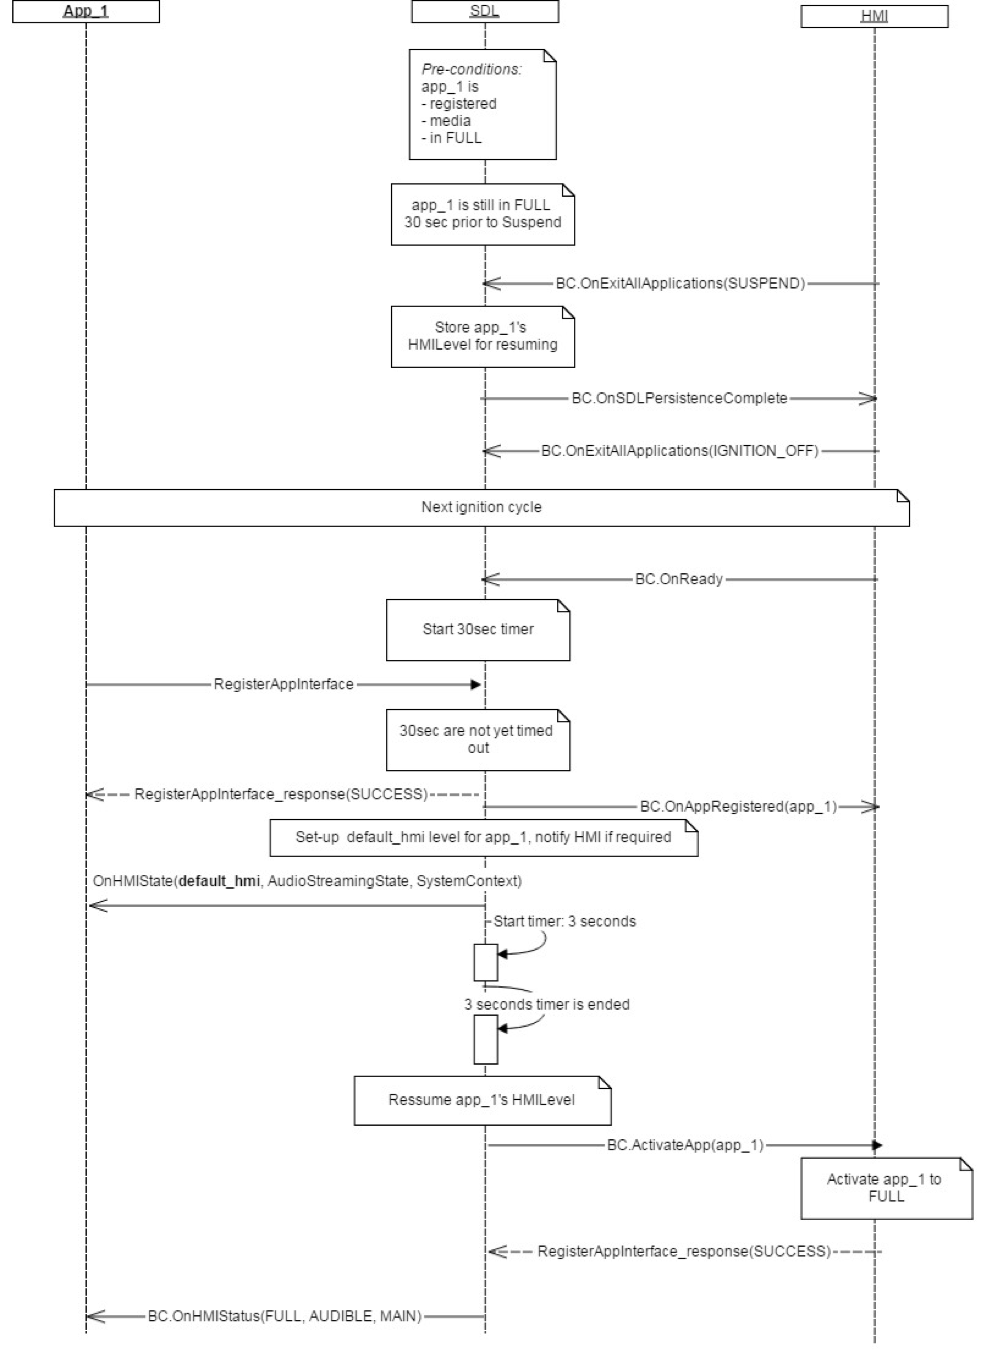 App_1
SDL
HMI
Pre-conditions:
app_1 is
- registered
- media
- in FULL
app_1 is still in FULL
30 sec prior to Suspend
BC.OnExitAllApplications(SUSPEND)
Store app_1's
HMILevel for resuming
BC.OnSDLPersistenceComplete
BC.OnExitAllApplications(IGNITION_OFF)
Next ignition cycle
BC.OnReady
Start 30sec timer
RegisterAppInterface
30sec are not yet timed
out
RegisterAppInterface_response(SUCCESS)
BC.OnAppRegistered(app_1)
Set-up default_hmi level for app_1, notify HMI if required
OnHMIState(default_hmi, AudioStreamingState, SystemContext)
Start timer: 3 seconds
3 seconds timer is ended
Ressume app_1's HMILevel
BC.ActivateApp(app_1)
Activate app_1 to
FULL
RegisterAppInterface_response(SUCCESS)
BC.OnHMIStatus(FULL, AUDIBLE, MAIN)